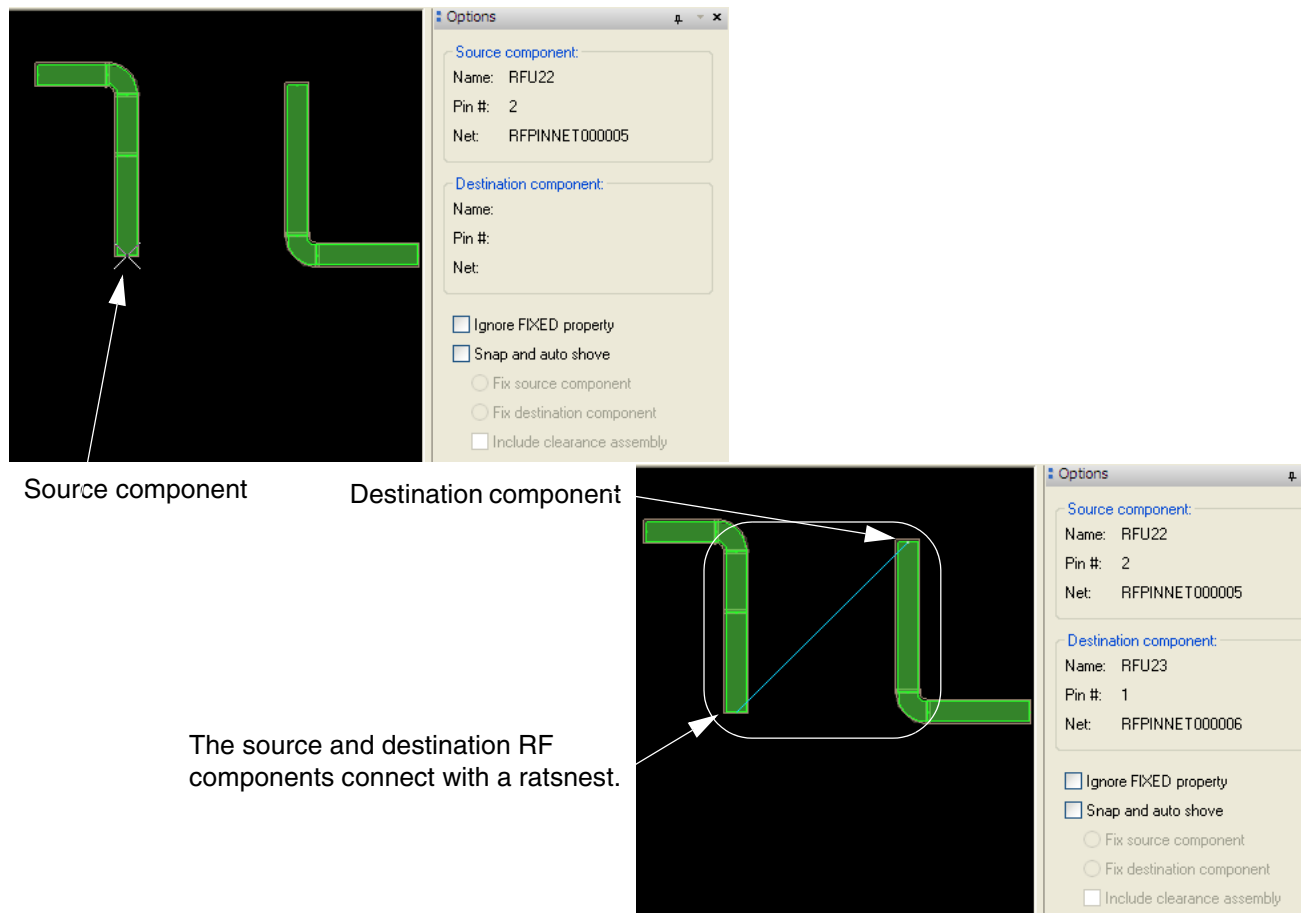 Options
Source component:
Name: RFU22
Pin #: 2
Net: RFPINNET000005
Destination component:
Name:
Pin #:
Net:
Ignore FIXED property
Snap and auto shove
Fix source component
Fix destination component
Include clearance assembly
Source component
Destination component
The source and destination RF
components connect with a ratsnest.
Options
Source component:
Name: RFU22
Pin #: 2
Net: RFPINNET000005
Destination component:
Name: RFU23
Pin #: 1
Net: RFPINNET000006
Ignore FIXED property
Snap and auto shove
Fix source component
Fix destination component
Include clearance assembly